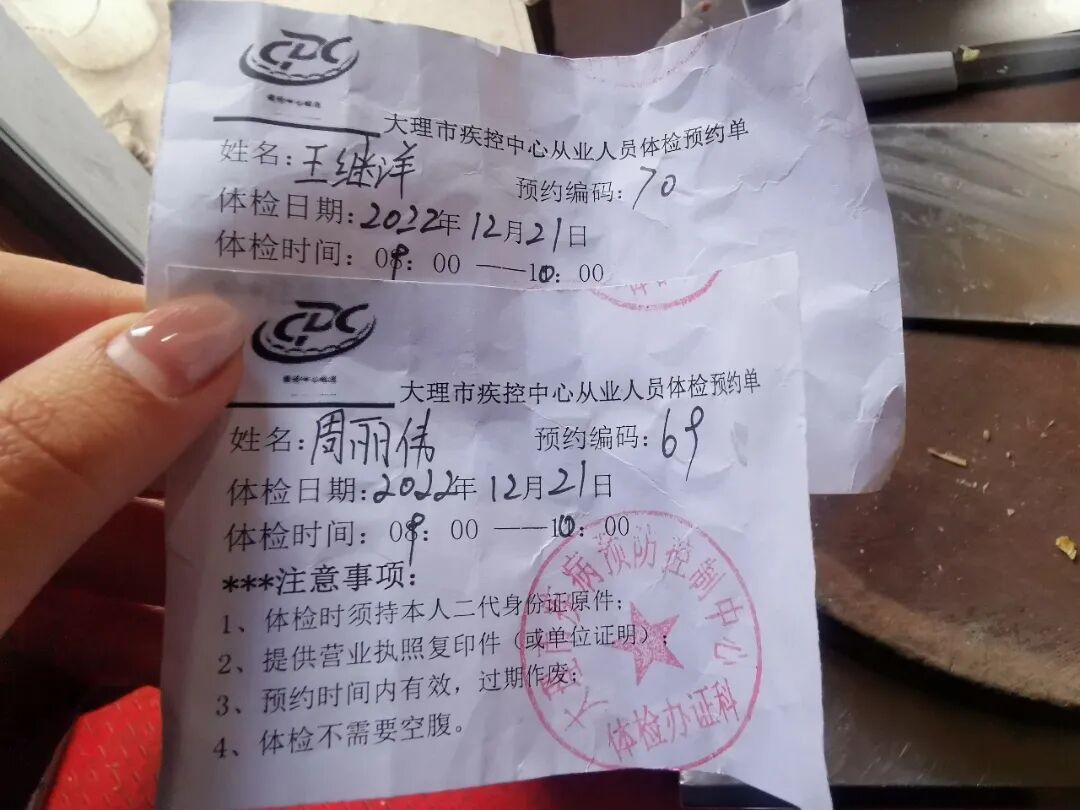 CDC
大理市疾控中心从业人员体检预约单
姓名:王继洋 预约编码:70
体检日期:2022年12月21日
体检时间:09:00——10:00
CDC
大理市疾控中心从业人员体检预约单
姓名:周丽伟 预约编码:69
体检日期:2022年12月21日
体检时间:09:00——10:00
***注意事项:
1、体检时须持本人二代身份证原件;
2、提供营业执照复印件(或单位证明);
3、预约时间内有效,过期作废;
4、体检不需要空腹。
大理市疾病预防控制中心
体检办证科